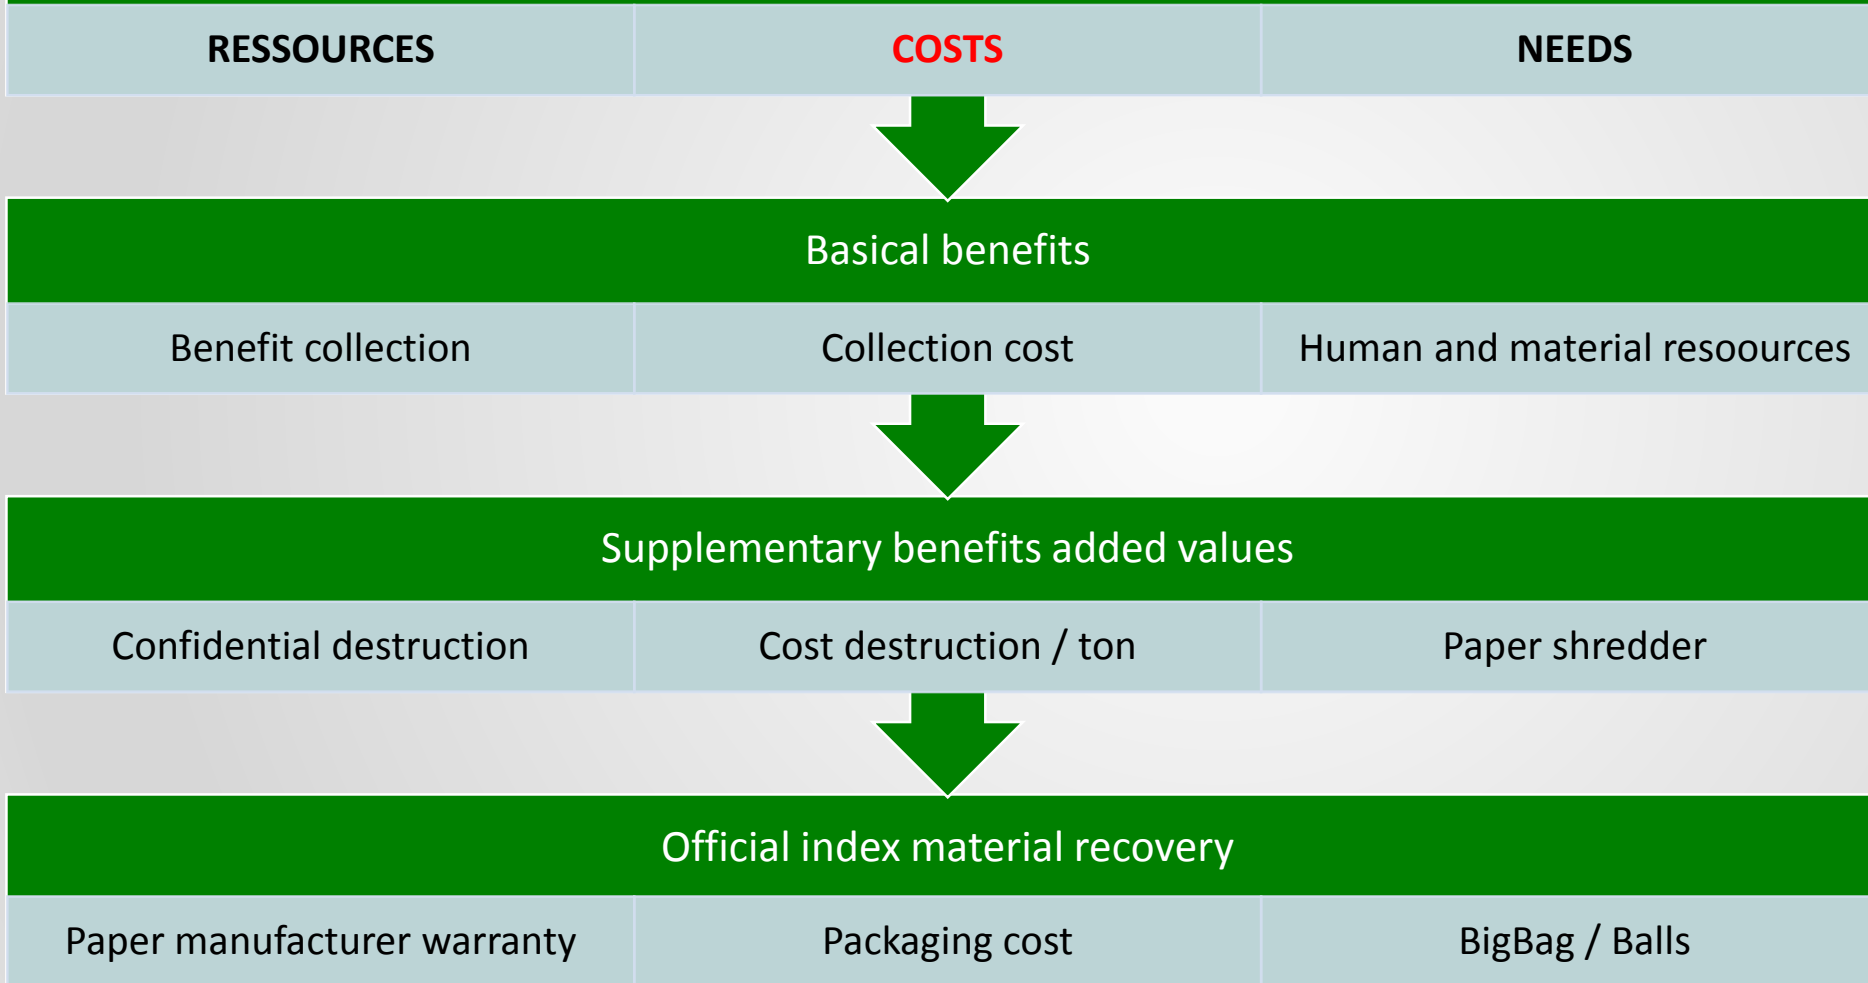 RESSOURCES COSTS NEEDS
Basical benefits
Benefit collection Collection cost Human and material resoources
Supplementary benefits added values
Confidential destruction Cost destruction / ton Paper shredder
Official index material recovery
Paper manufacturer warranty Packaging cost BigBag / Balls